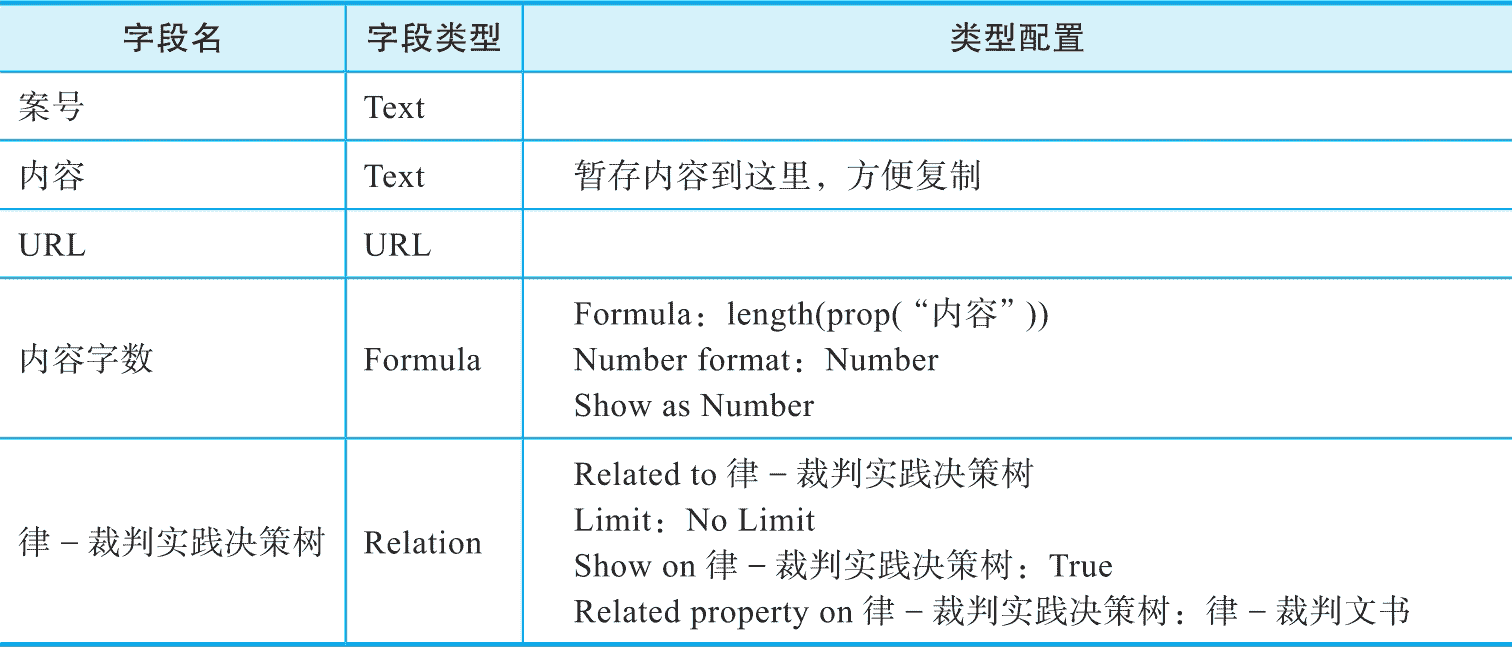 字段名 字段类型 类型配置
案号 Text
内容 Text 暂存内容到这里，方便复制
URL URL
内容字数 Formula Formula：length(prop( “内容” ))
Number format：Number
Show as Number
律–裁判实践决策树 Relation Related to 律–裁判实践决策树
Limit：No Limit
Show on 律–裁判实践决策树：True
Related property on 律–裁判实践决策树：律–裁判文书